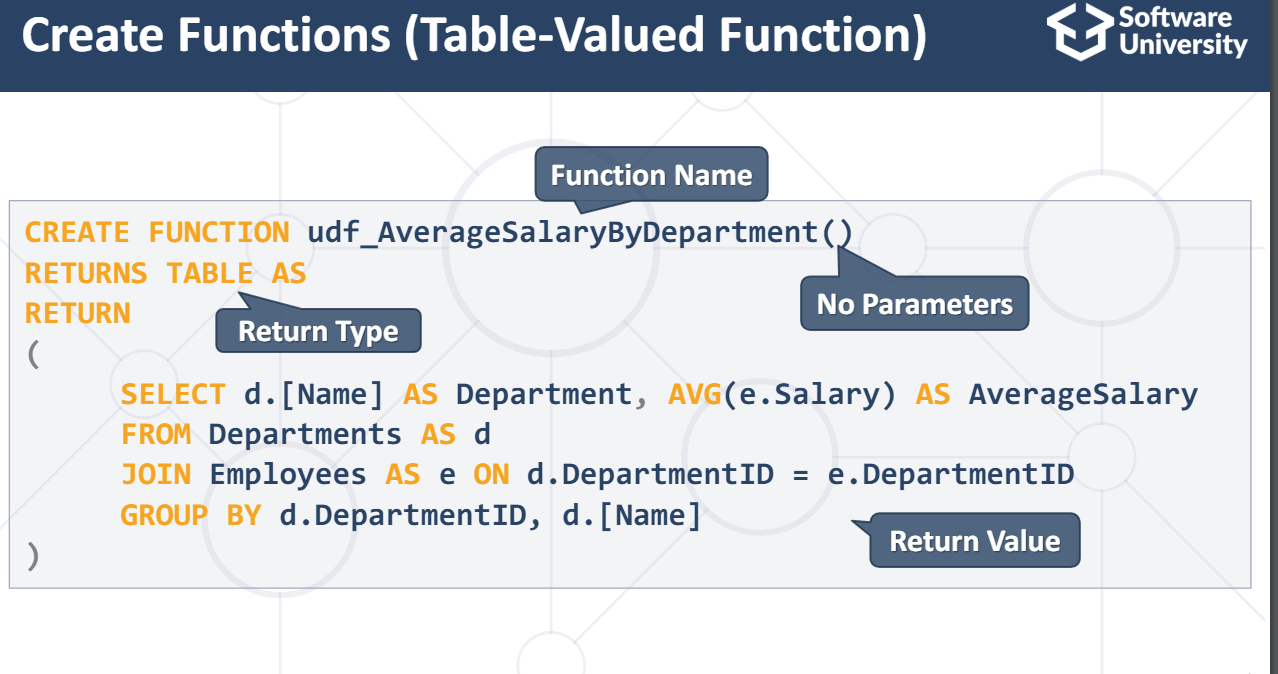 Create Functions (Table-Valued Function)
Software
University
Function Name
CREATE FUNCTION udf_AverageSalaryByDepartment()
RETURNS TABLE AS
No Parameters
RETURN
Return Type
(
SELECT d.[Name] AS Department, AVG(e.Salary) AS AverageSalary
FROM Departments AS d
JOIN Employees AS e ON d.DepartmentID = e.DepartmentID
GROUP BY d.DepartmentID, d.[Name]
Return Value
)